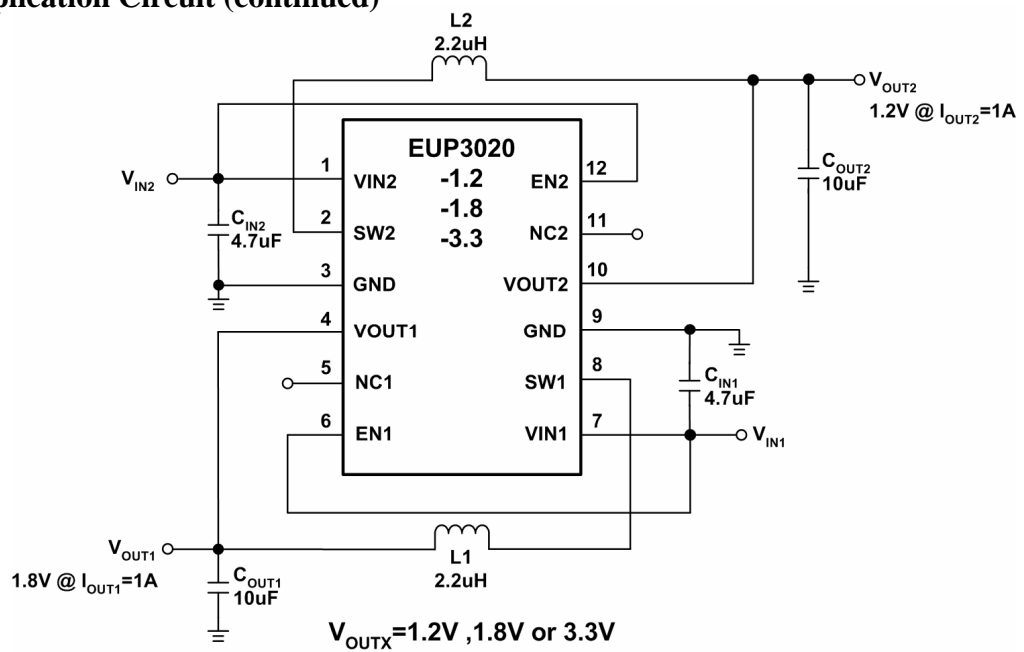 plication Circuit (continued)
L2
2.2uH
VOUT2
1.2V @ IOUT2=1A
COUT2
10uF
EUP3020
-1.2
-1.8
-3.3
VIN2
1
VIN2
12
EN2
CIN2
4.7uF
2
SW2
11
NC2
3
GND
10
VOUT2
4
VOUT1
9
GND
5
NC1
8
SW1
CIN1
4.7uF
6
EN1
7
VIN1
VIN1
VOUT1
1.8V @ IOUT1=1A
COUT1
10uF
L1
2.2uH
VOUTX=1.2V ,1.8V or 3.3V